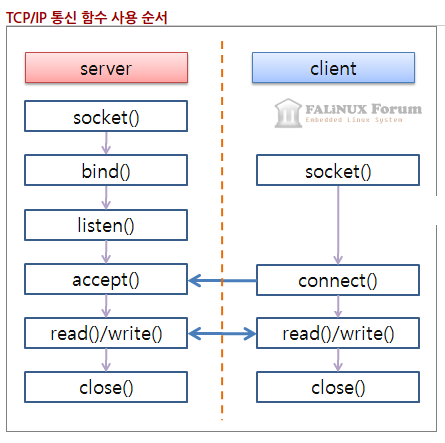 TCP/IP 통신 함수 사용 순서
server
client
FALinux Forum
Embedded Linux System
socket()
bind()
socket()
listen()
accept()
connect()
read()/write()
read()/write()
close()
close()